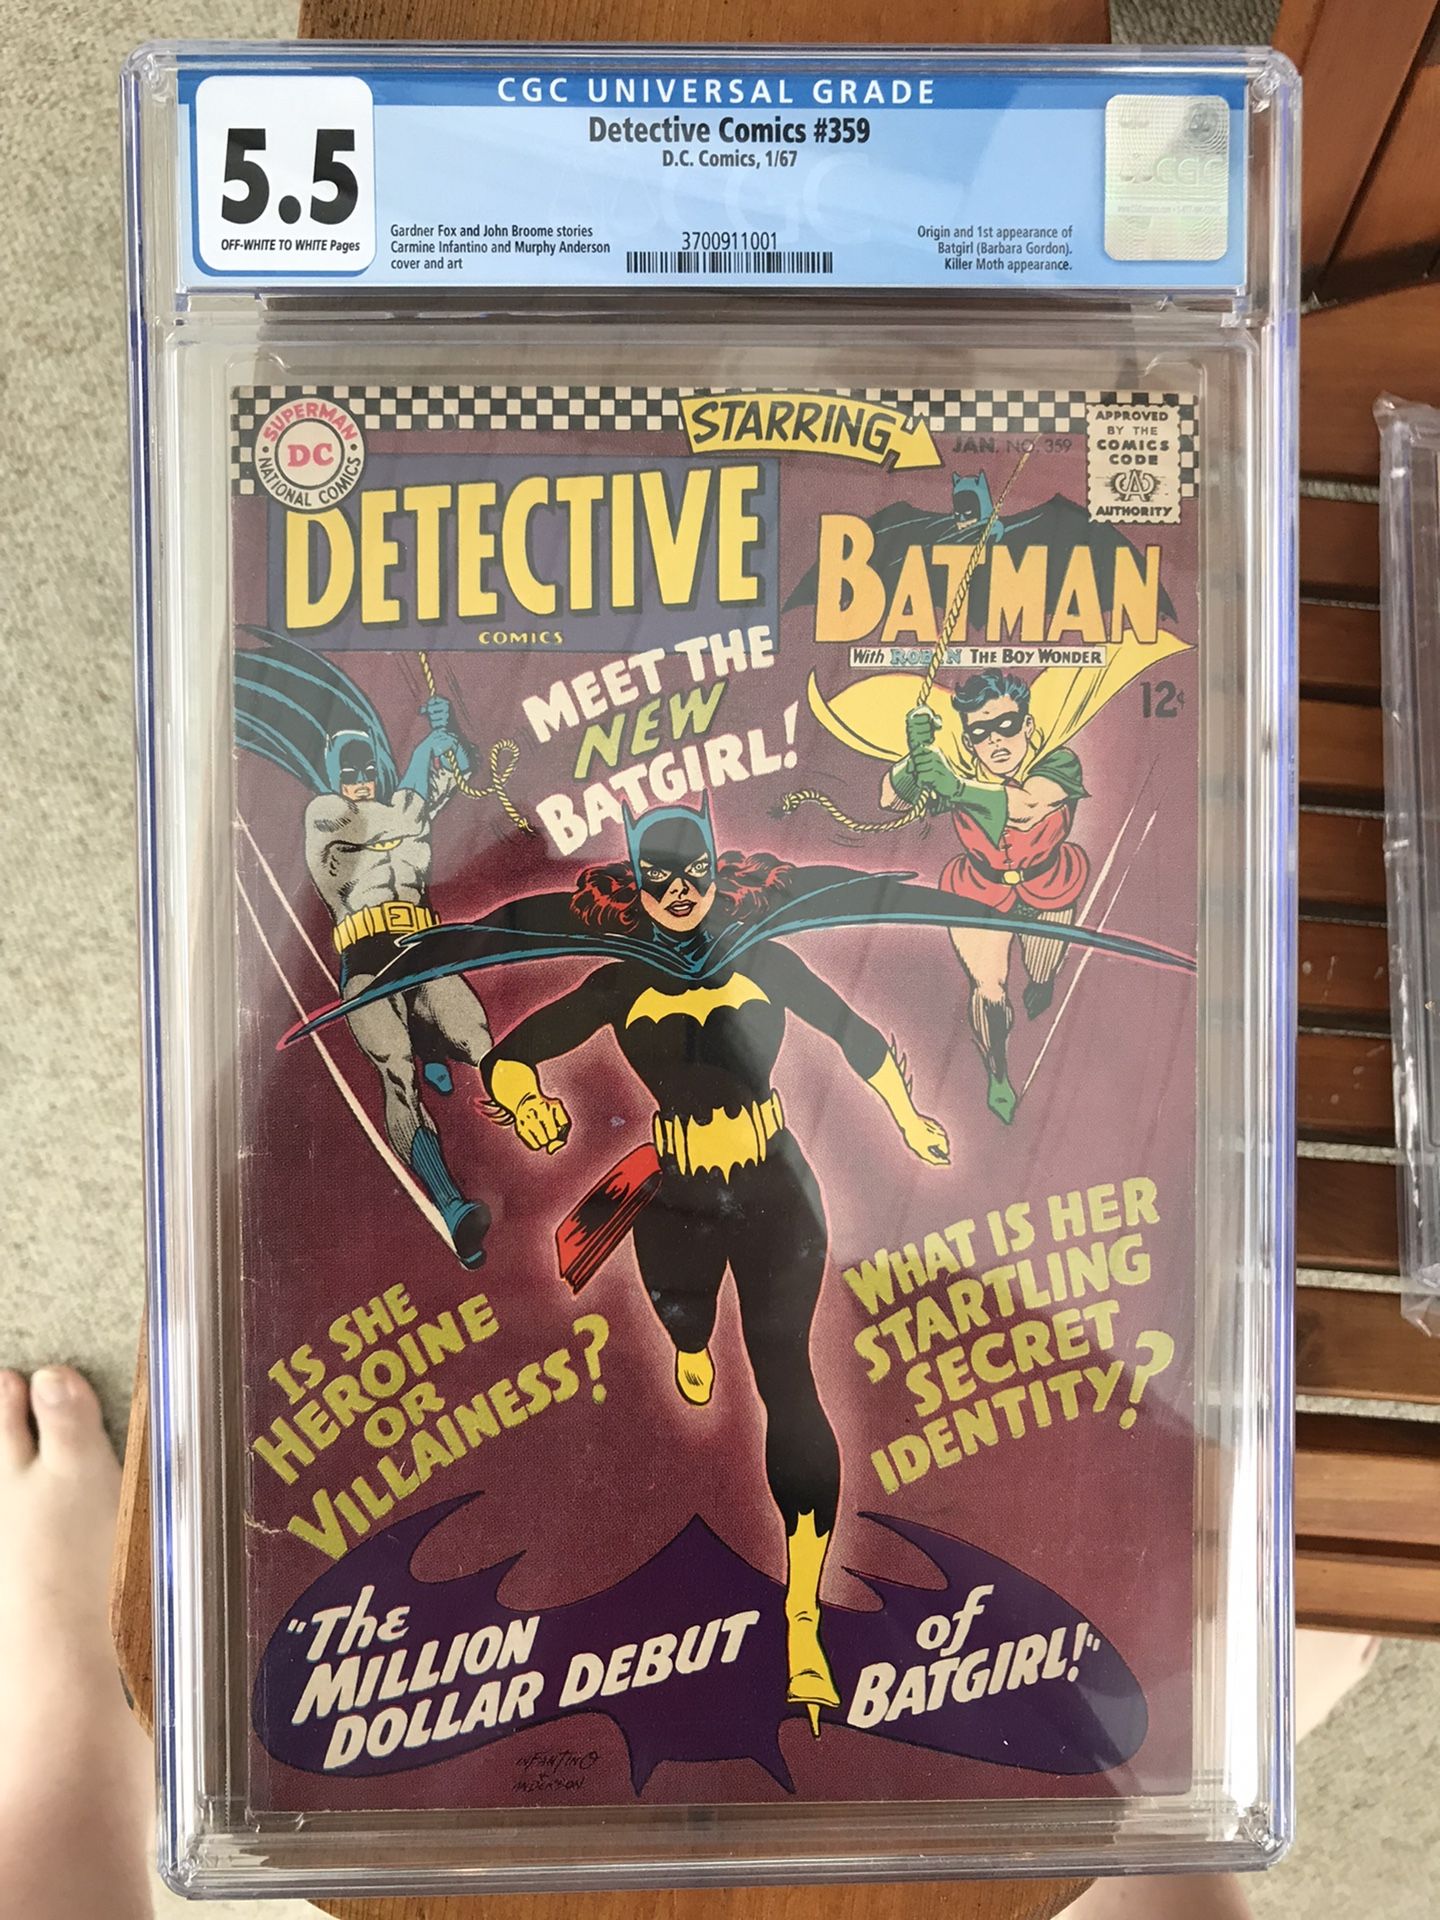 CGC UNIVERSAL GRADE
5.5
OFF-WHITE TO WHITE Pages
Detective Comics #359
D.C. Comics, 1/67
Gardner Fox and John Broome stories
Carmine Infantino and Murphy Anderson
cover and art
3700911001
Origin and 1st appearance of
Batgirl (Barbara Gordon).
Killer Moth appearance.
CGC
SUPERMAN
DC
NATIONAL COMICS
STARRING
JAN. NO. 359
APPROVED
BY THE
COMICS
CODE
AUTHORITY
DETECTIVE
COMICS
BATMAN
With ROBIN THE BOY WONDER
12¢
MEET THE
NEW
BATGIRL!
IS SHE
HEROINE
OR
VILLAINESS?
WHAT IS HER
STARTLING
SECRET
IDENTITY?
"The
MILLION
DOLLAR DEBUT
of
BATGIRL!"
INFANTINO
&
ANDERSON